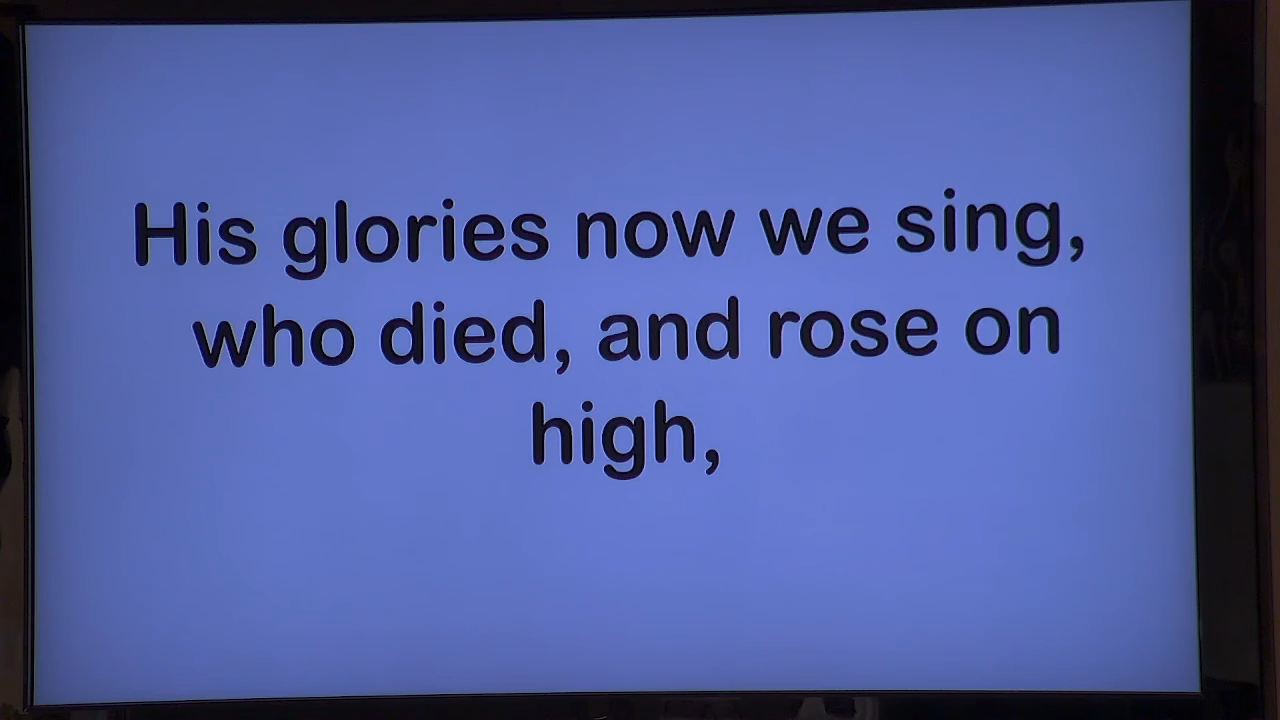 His glories now we sing,
who died, and rose on
high,